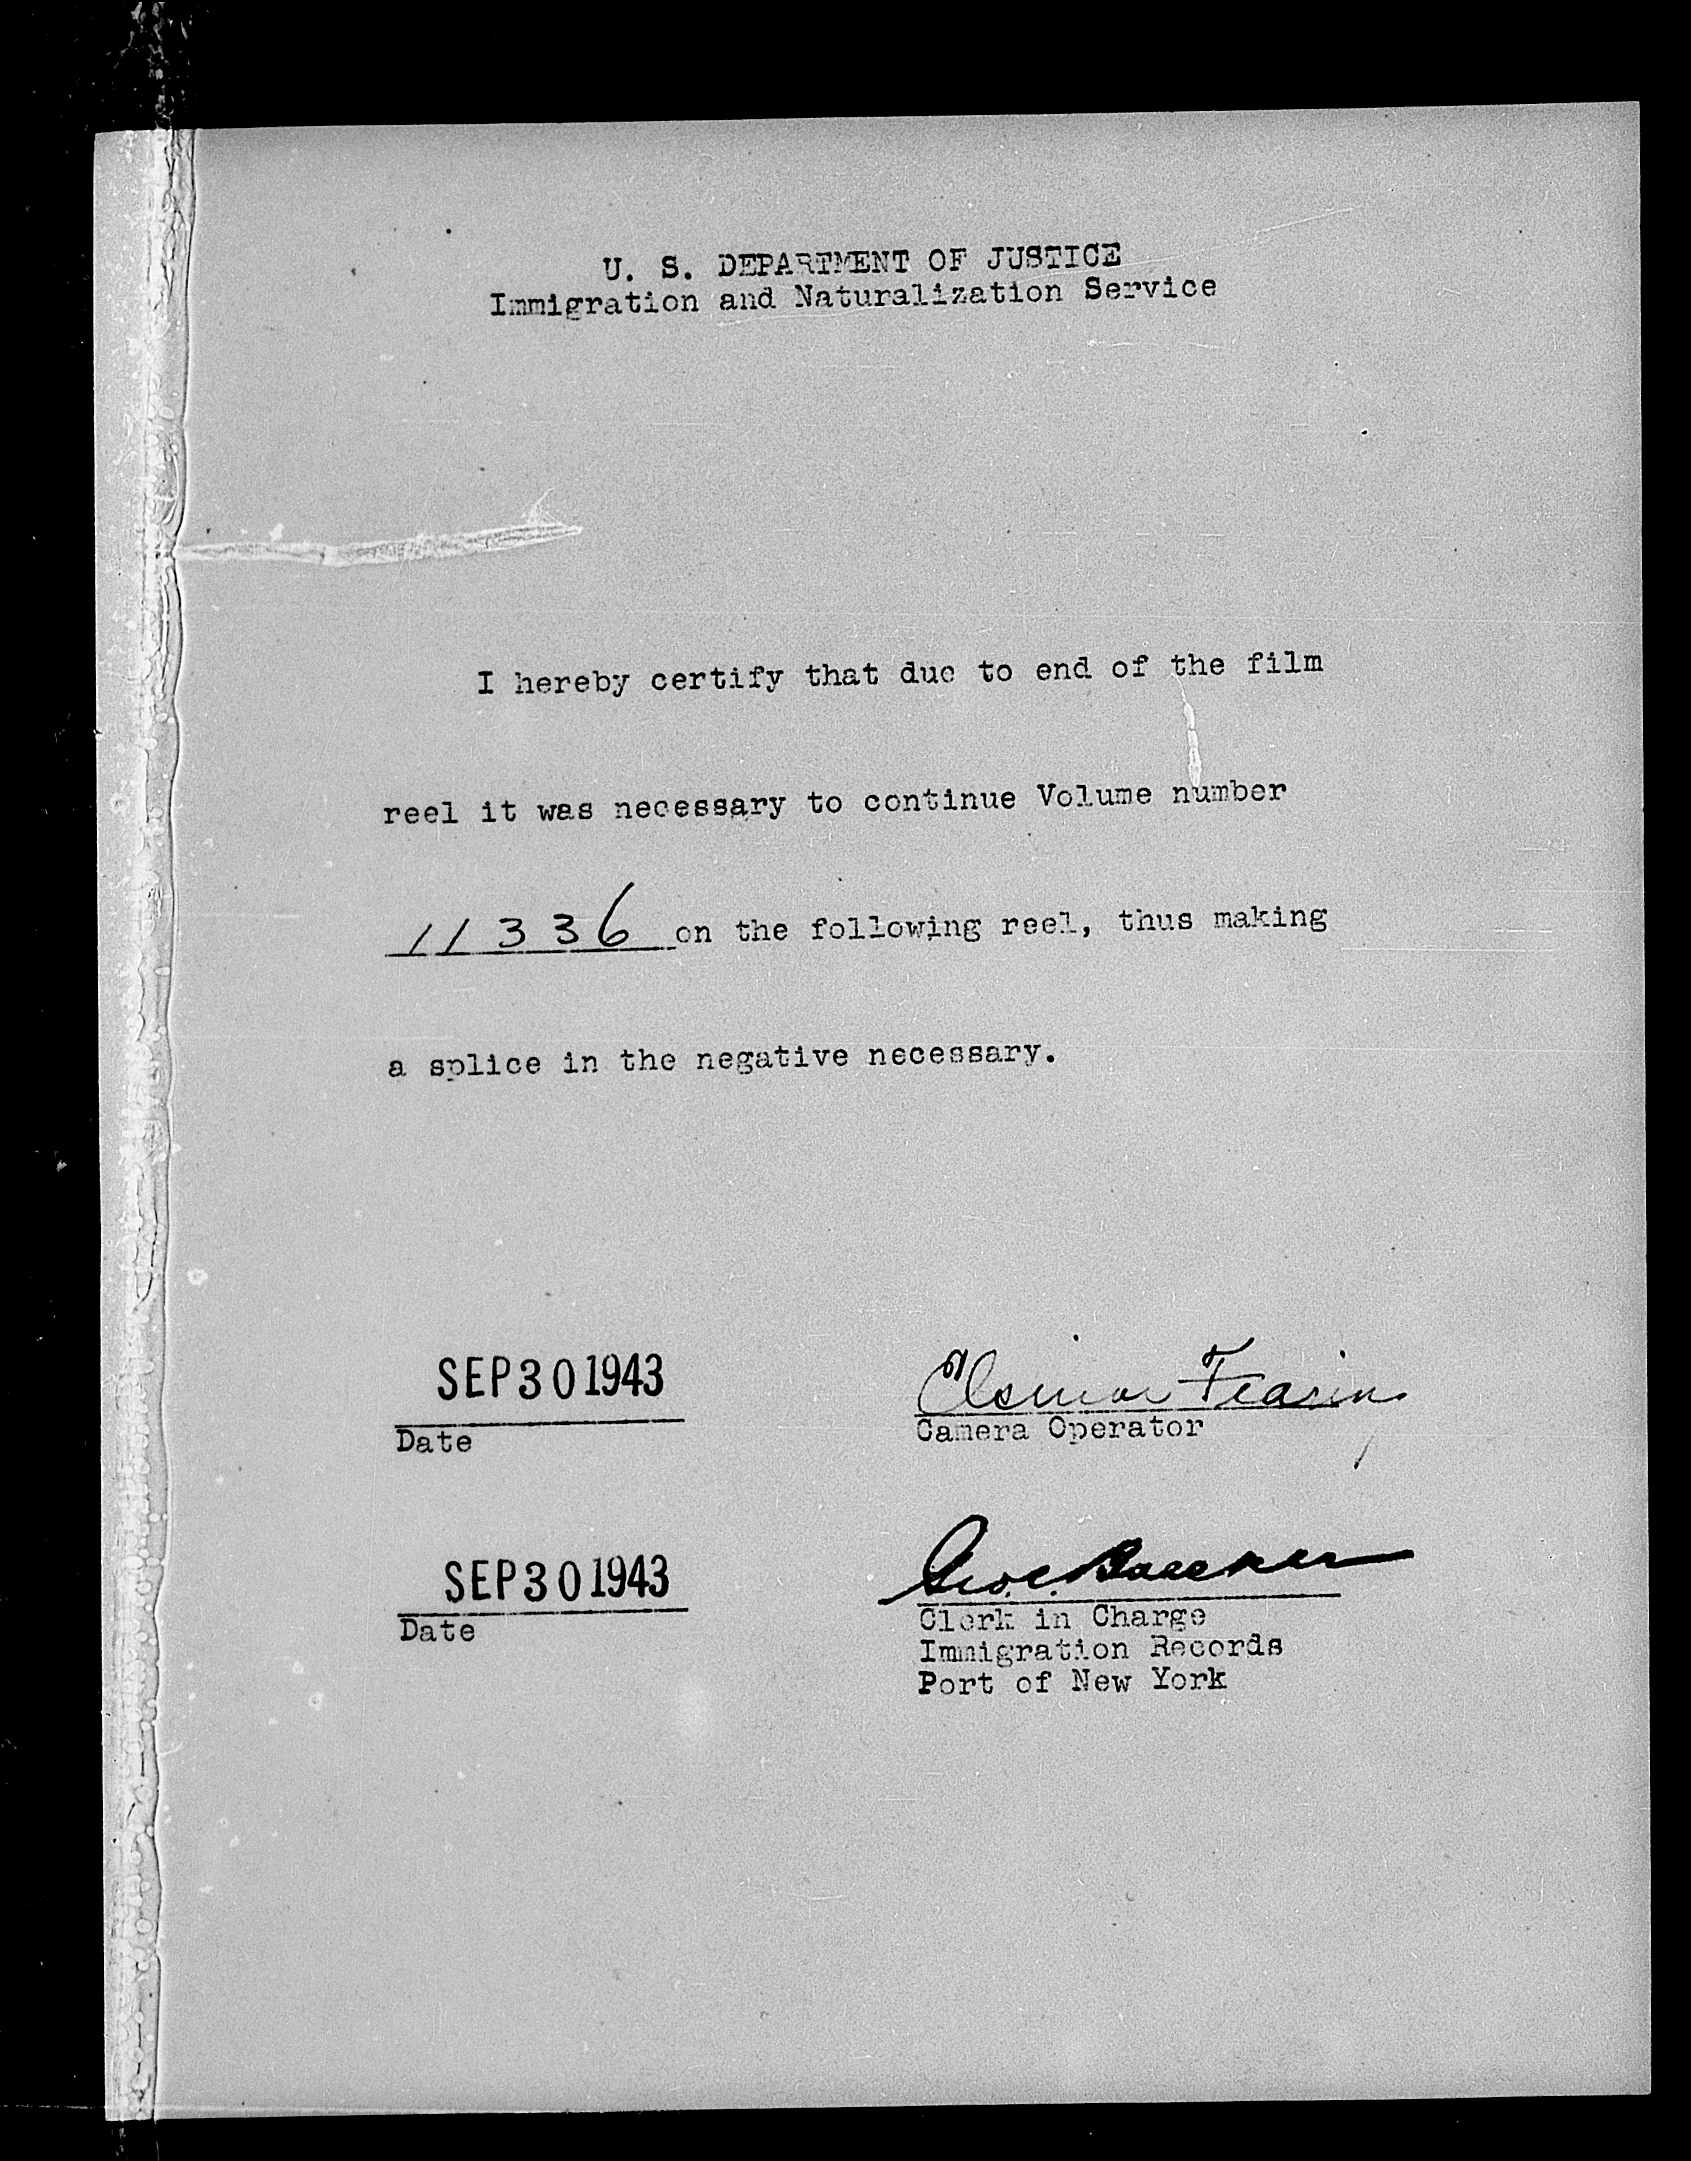 U. S. DEPARTMENT OF JUSTICE
Immigration and Naturalization Service
I hereby certify that due to end of the film
reel it was necessary to continue Volume number
11336 on the following reel, thus making
a splice in the negative necessary.
SEP 30 1943
Date
Camera Operator
SEP 30 1943
Date
Clerk in Charge
Immigration Records
Port of New York